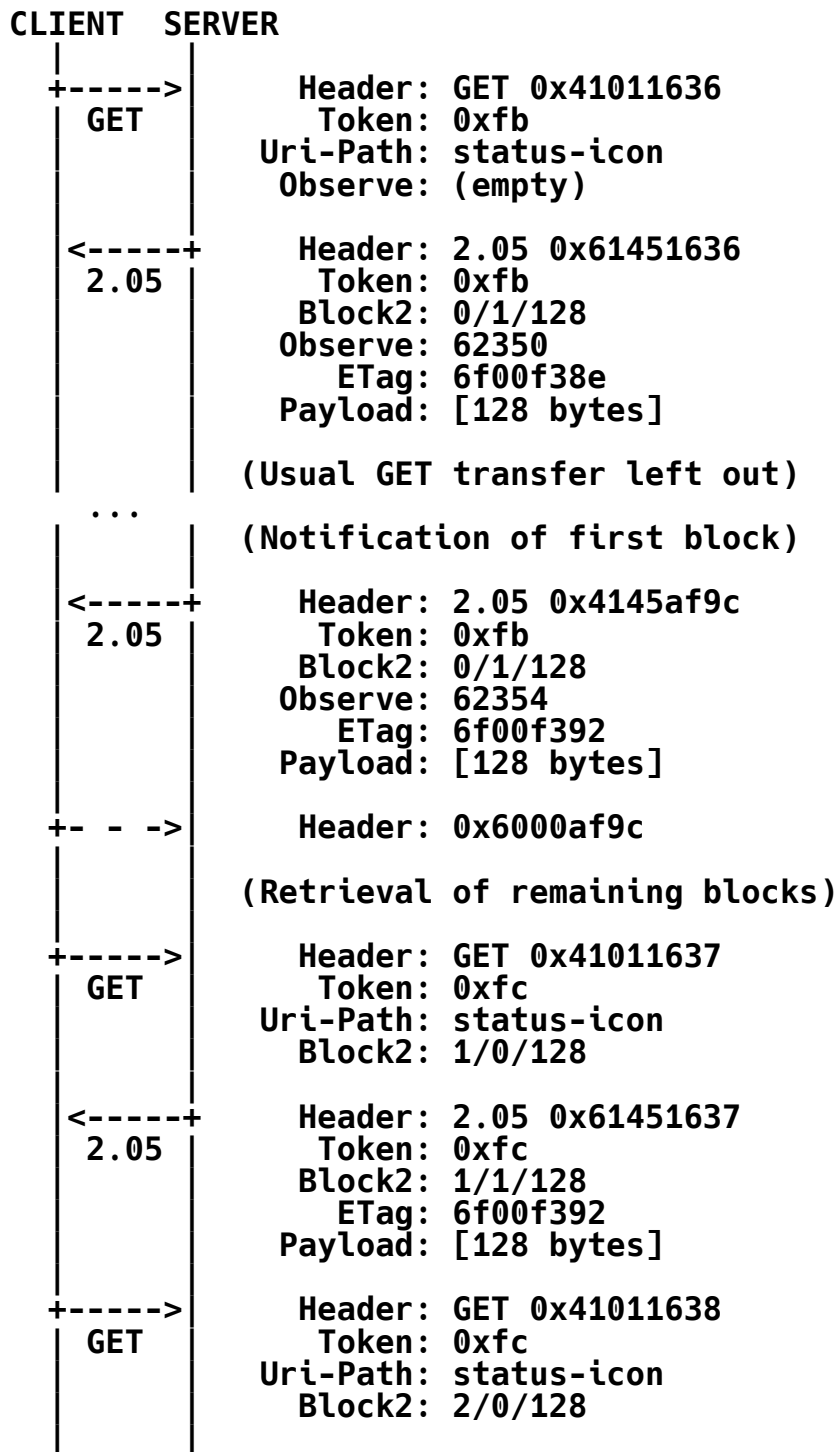 CLIENT  SERVER
  |      |
  +----->|     Header: GET 0x41011636
  | GET  |      Token: 0xfb
  |      |   Uri-Path: status-icon
  |      |    Observe: (empty)
  |      |
  |<-----+     Header: 2.05 0x61451636
  | 2.05 |      Token: 0xfb
  |      |     Block2: 0/1/128
  |      |    Observe: 62350
  |      |       ETag: 6f00f38e
  |      |    Payload: [128 bytes]
  |      |
  |      |  (Usual GET transfer left out)
    ...
  |      |  (Notification of first block)
  |      |
  |<-----+     Header: 2.05 0x4145af9c
  | 2.05 |      Token: 0xfb
  |      |     Block2: 0/1/128
  |      |    Observe: 62354
  |      |       ETag: 6f00f392
  |      |    Payload: [128 bytes]
  |      |
  +- - ->|     Header: 0x6000af9c
  |      |
  |      |  (Retrieval of remaining blocks)
  |      |
  +----->|     Header: GET 0x41011637
  | GET  |      Token: 0xfc
  |      |   Uri-Path: status-icon
  |      |     Block2: 1/0/128
  |      |
  |<-----+     Header: 2.05 0x61451637
  | 2.05 |      Token: 0xfc
  |      |     Block2: 1/1/128
  |      |       ETag: 6f00f392
  |      |    Payload: [128 bytes]
  |      |
  +----->|     Header: GET 0x41011638
  | GET  |      Token: 0xfc
  |      |   Uri-Path: status-icon
  |      |     Block2: 2/0/128
  |      |